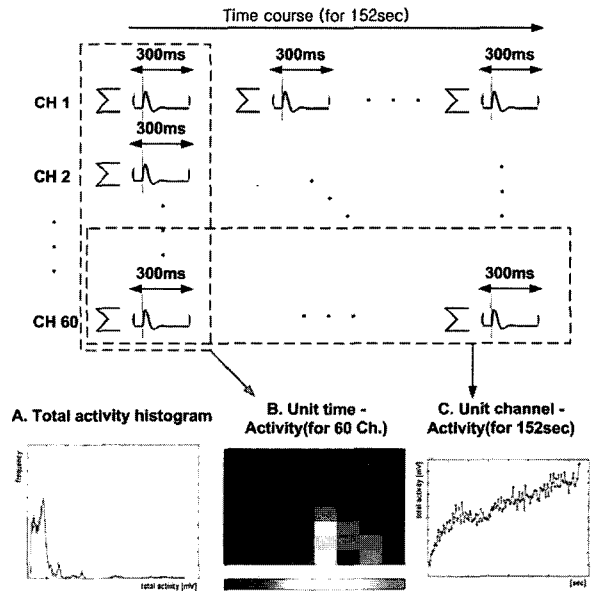 Time course(for 152sec)
300ms 300ms 300ms
CH 1 ∑ ( ) ∑ ( ) · · · ∑ ( )
300ms
CH 2 ∑ ( )
300ms 300ms
CH 60 ∑ ( ) · · · ∑ ( )
A. Total activity histogram
B. Unit time -
Activity(for 60 Ch.)
C. Unit channel -
Activity(for 152sec)
frequency
total activity [mV]
total activity [mV]
[sec]